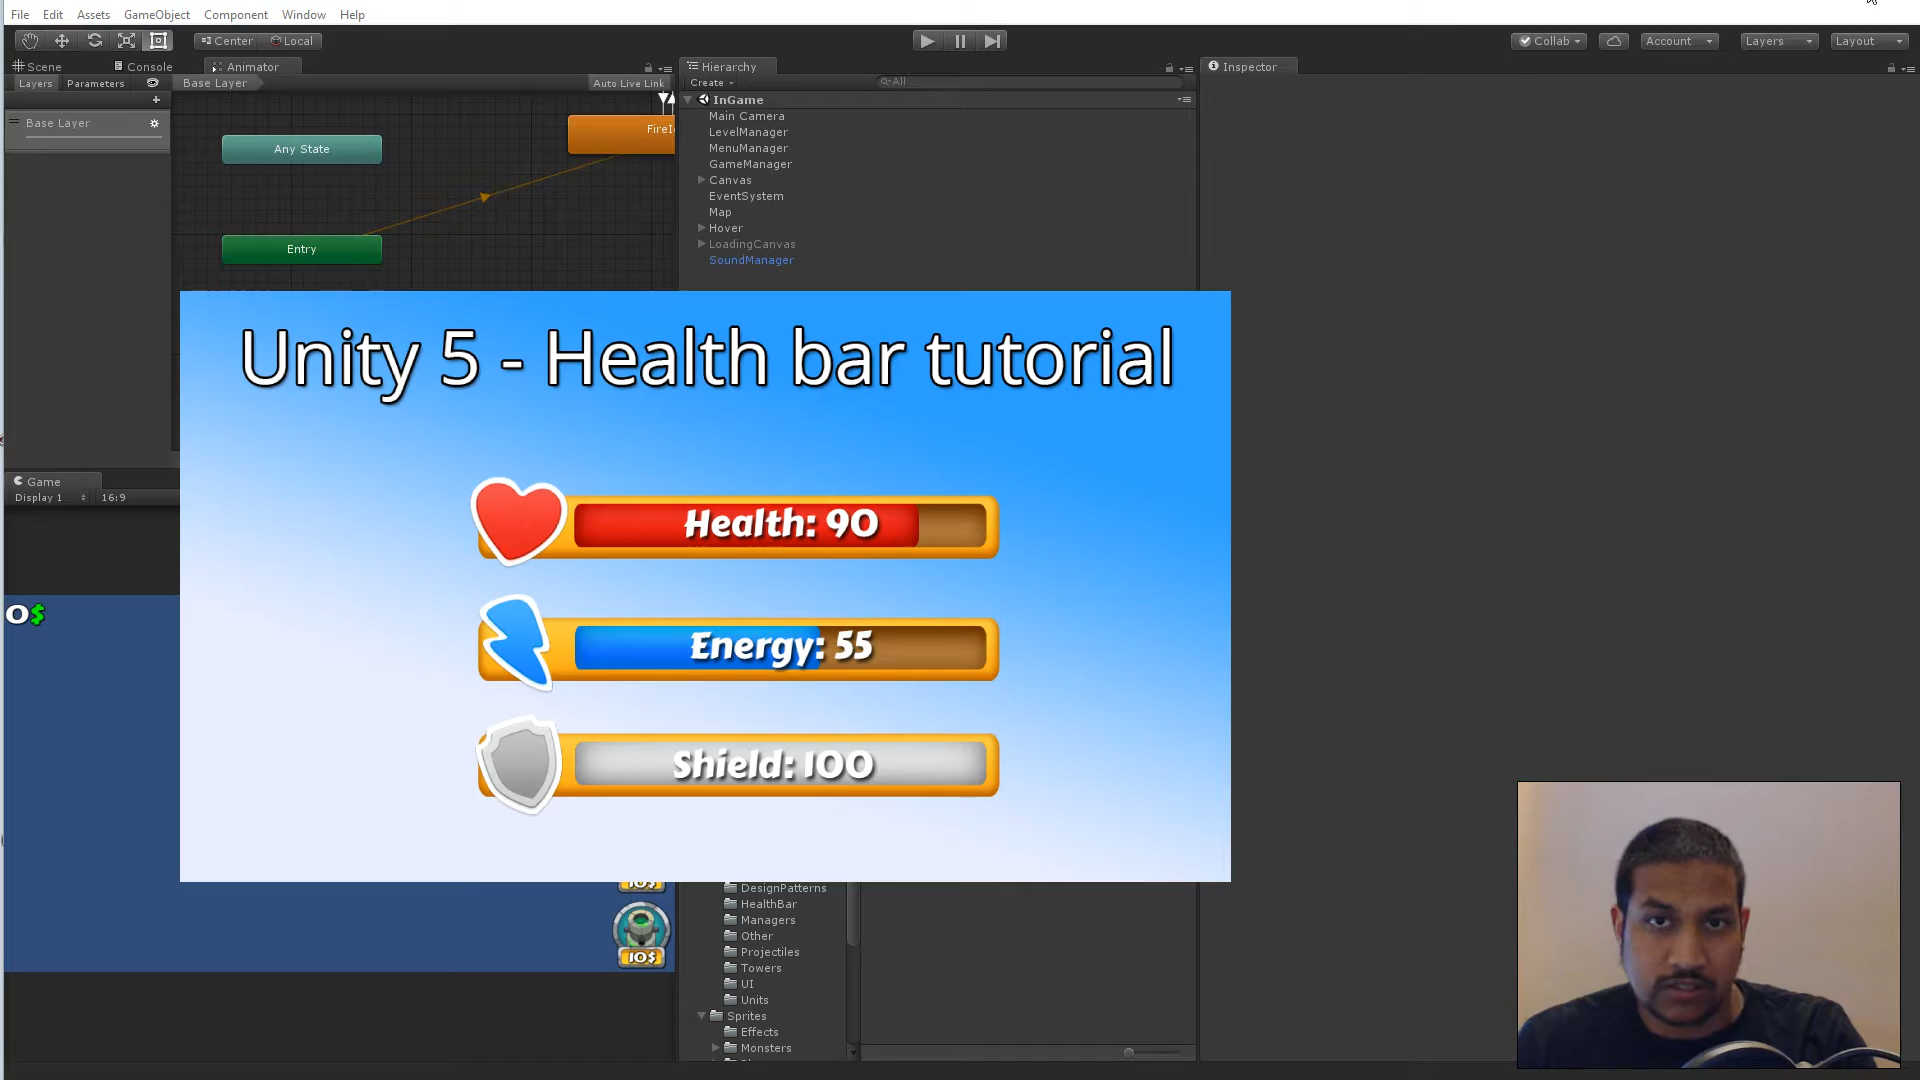 File Edit Assets GameObject Component Window Help
Center Local
Collab Account Layers Layout
Scene Console Animator
Hierarchy
Inspector
Layers Parameters
Base Layer
Auto Live Link
Create
All
Base Layer
Any State
Entry
InGame
Main Camera
LevelManager
MenuManager
GameManager
Canvas
EventSystem
Map
Hover
LoadingCanvas
SoundManager
Unity 5 - Health bar tutorial
Health: 90
Energy: 55
Shield: 100
Game
Display 1 16:9
0$
10$
10$
DesignPatterns
HealthBar
Managers
Other
Projectiles
Towers
UI
Units
Sprites
Effects
Monsters